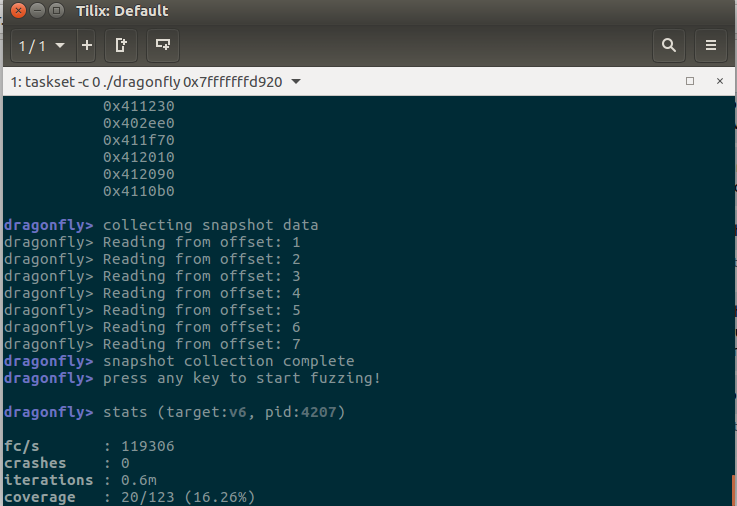 Tilix: Default
1 / 1
1: taskset -c 0 ./dragonfly 0x7fffffffd920
0x411230
0x402ee0
0x411f70
0x412010
0x412090
0x4110b0
dragonfly> collecting snapshot data
dragonfly> Reading from offset: 1
dragonfly> Reading from offset: 2
dragonfly> Reading from offset: 3
dragonfly> Reading from offset: 4
dragonfly> Reading from offset: 5
dragonfly> Reading from offset: 6
dragonfly> Reading from offset: 7
dragonfly> snapshot collection complete
dragonfly> press any key to start fuzzing!
dragonfly> stats (target:v6, pid:4207)
fc/s : 119306
crashes : 0
iterations : 0.6m
coverage : 20/123 (16.26%)